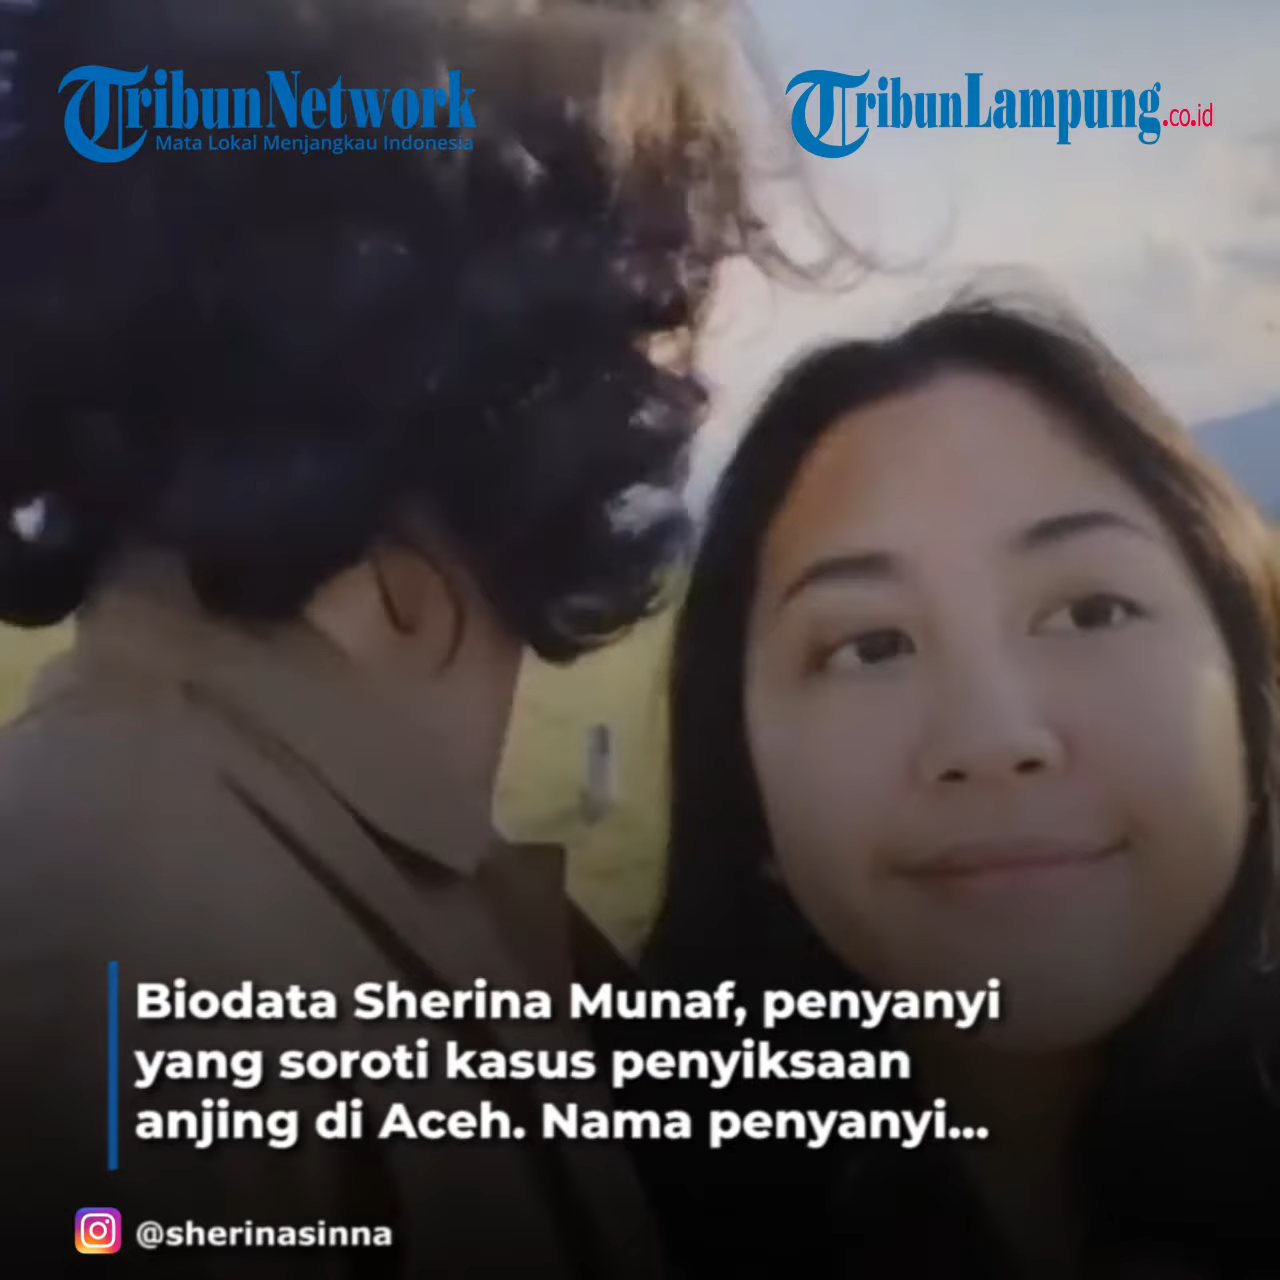 TribunNetwork
Mata Lokal Menjangkau Indonesia
TribunLampung.co.id
Biodata Sherina Munaf, penyanyi
yang soroti kasus penyiksaan
anjing di Aceh. Nama penyanyi...
@sherinasinna